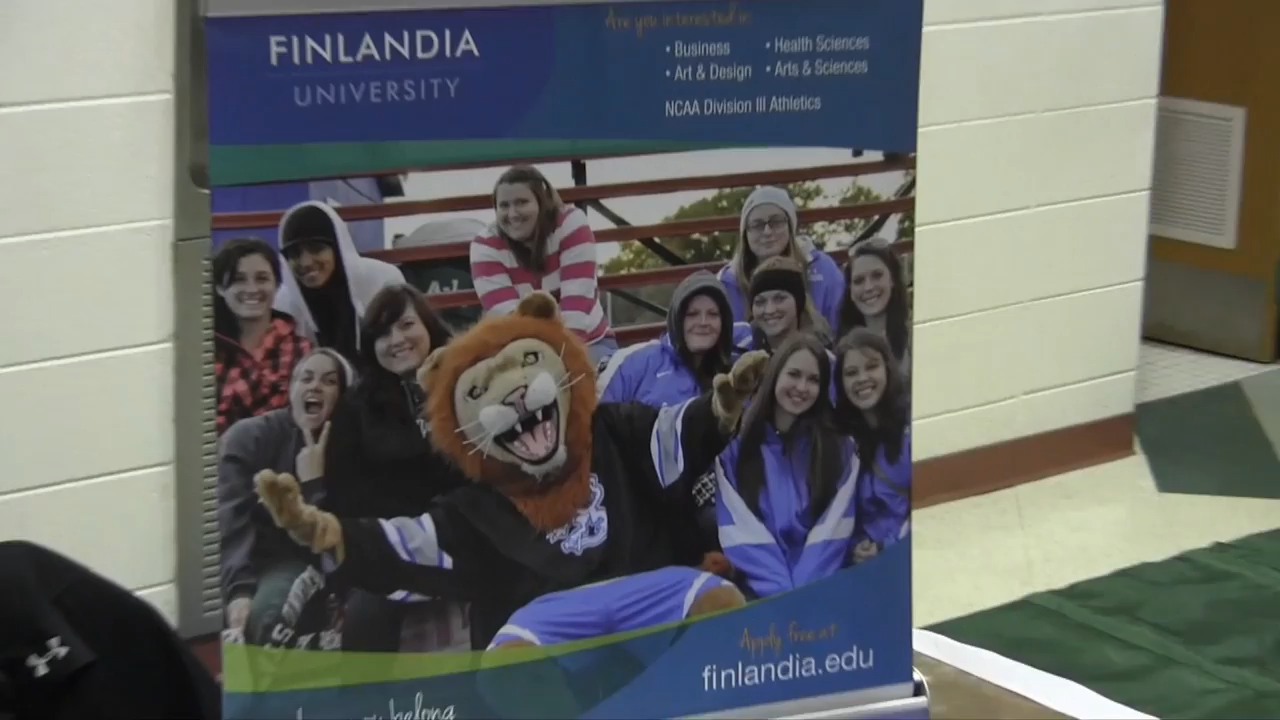 FINLANDIA
UNIVERSITY
Are you interested in
• Business
• Health Sciences
• Art & Design
• Arts & Sciences
NCAA Division III Athletics
Apply free at
finlandia.edu
belong